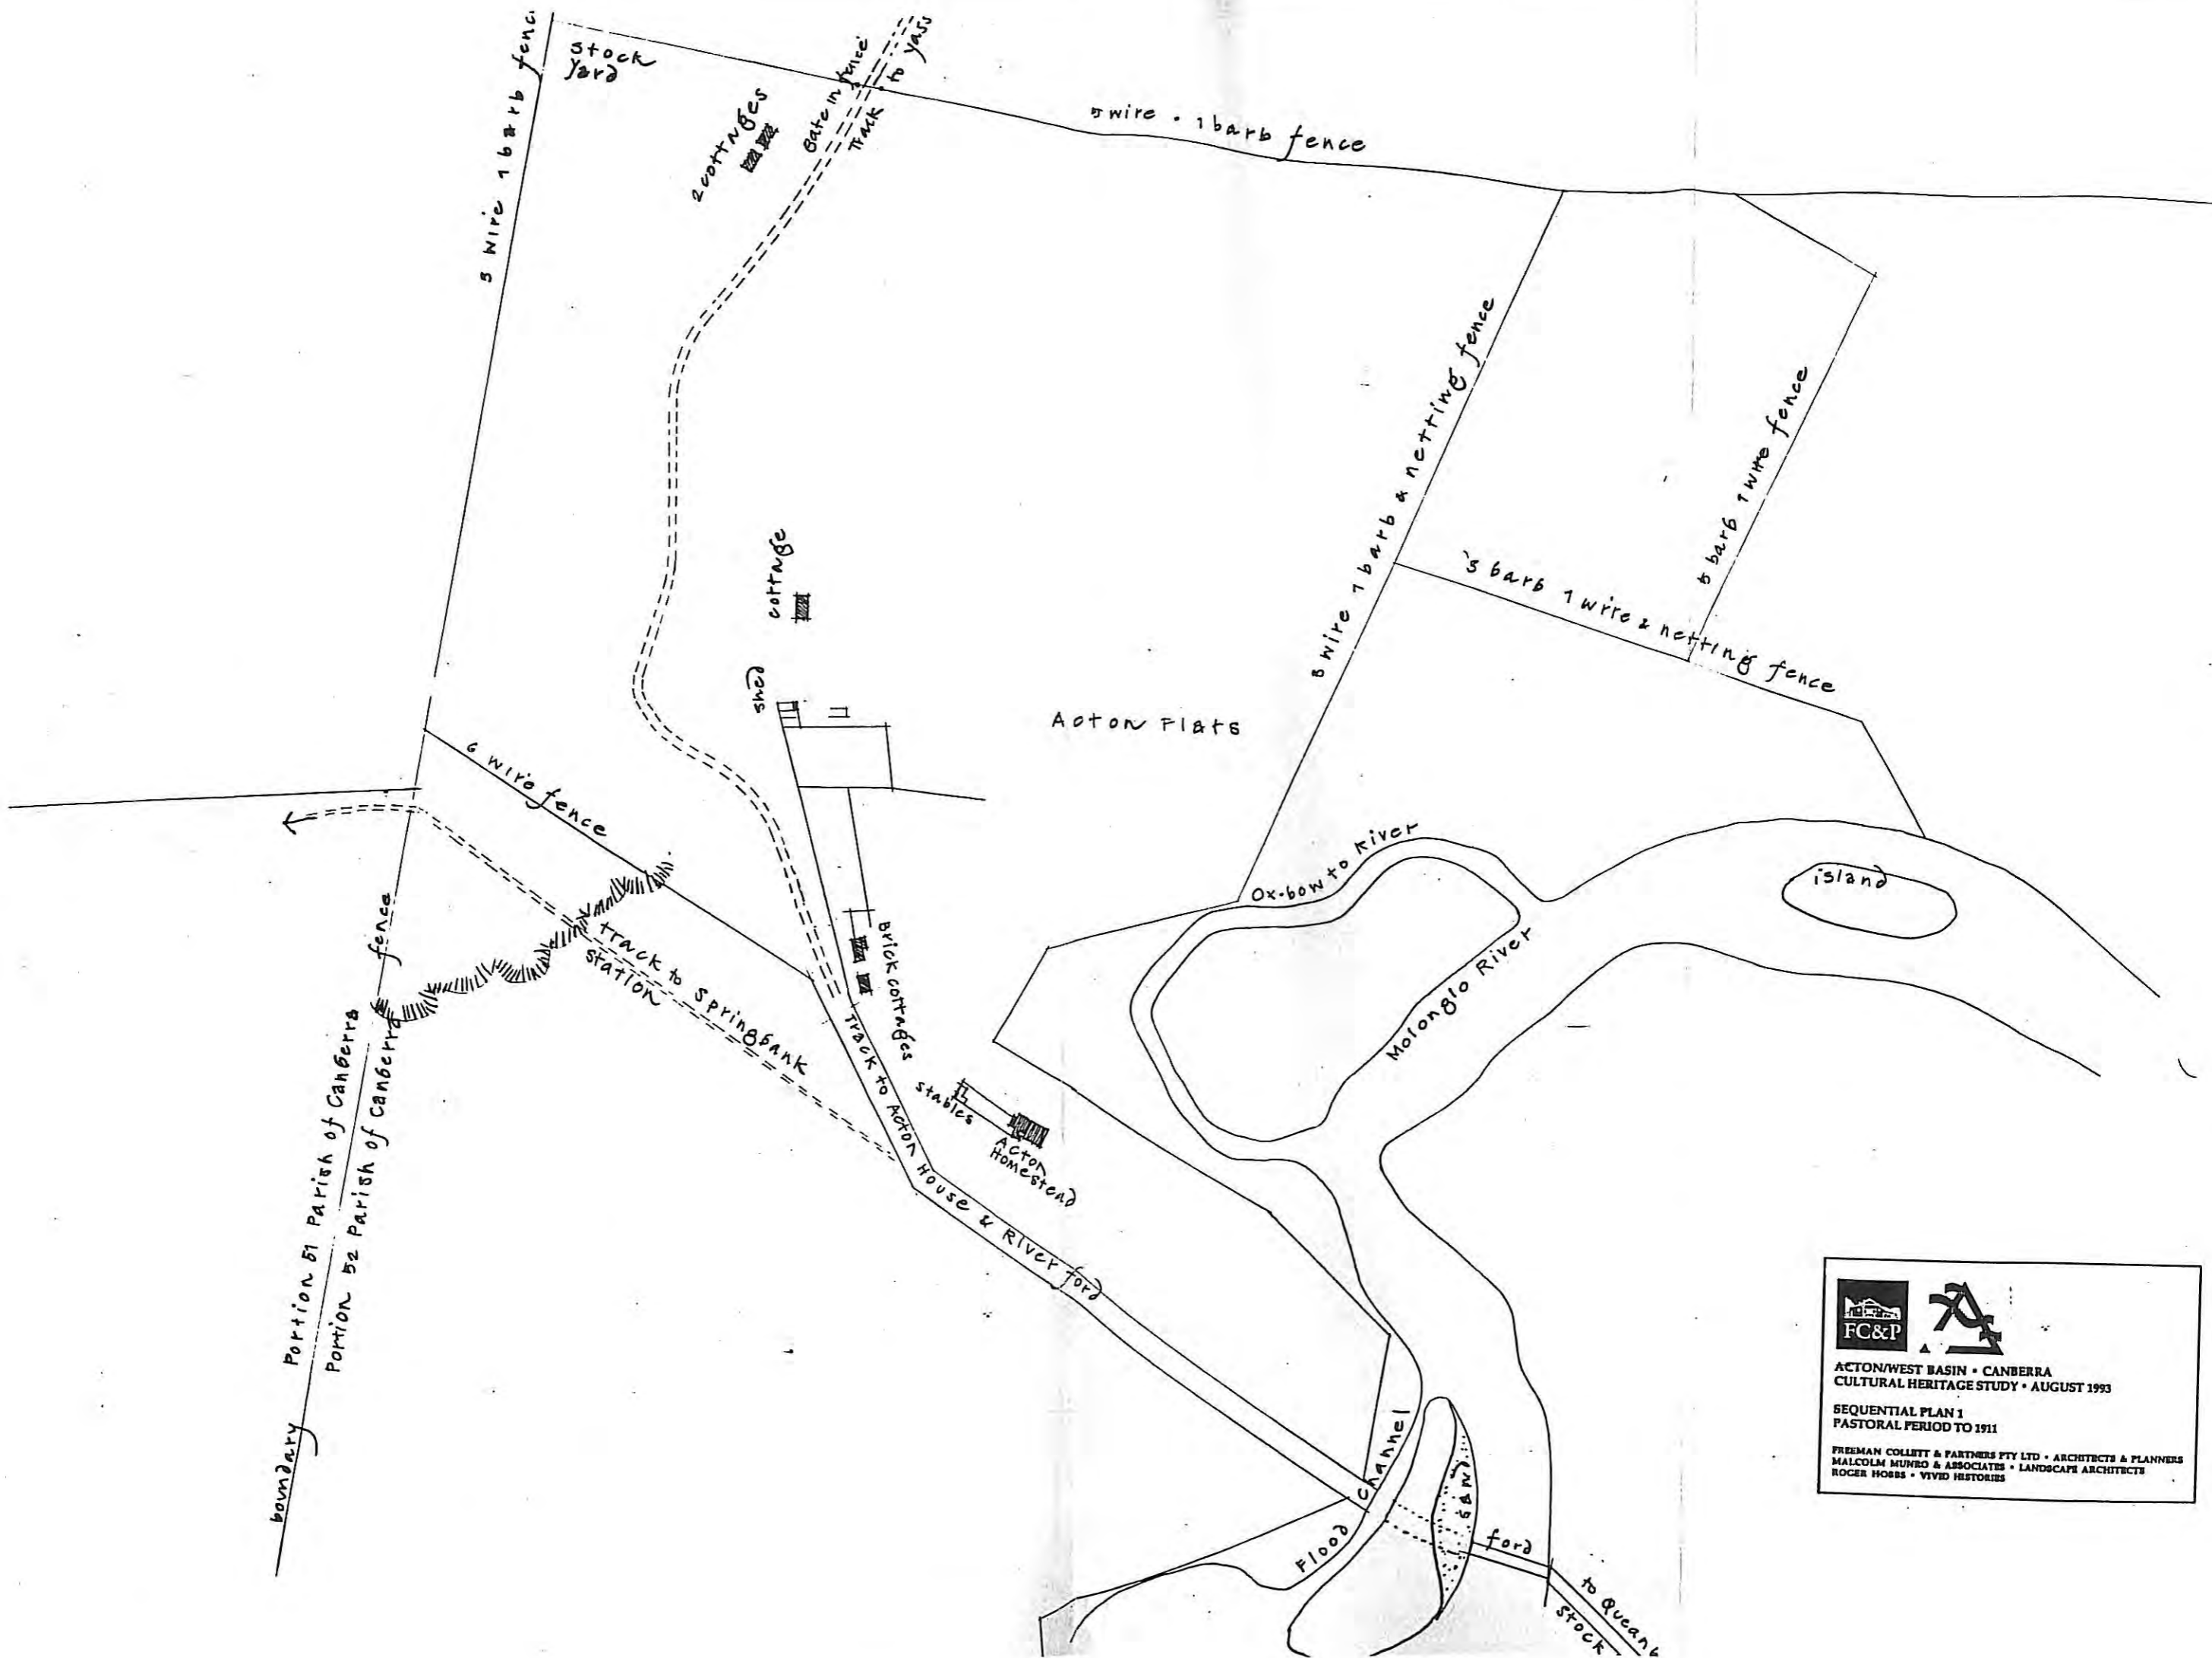 5 wire 1 barb fence
stock
yard
2 cottages
Gate in fence
Track to Yass
5 wire · 1 barb fence
5 wire 1 barb & netting fence
5 barb 1 wire fence
5 barb 1 wire & netting fence
cottage
shed
Acton Flats
6 wire fence
Ox-bow to River
island
Molonglo River
track to Springbank
station
Brick cottages
Track to Acton House & River ford
stables
Acton
Homestead
boundary fence
Portion 51 Parish of Canberra
Portion 52 Parish of Canberra
Flood Channel
sand
ford
to Queanb
Stock
FC&P
ACTON/WEST BASIN • CANBERRA
CULTURAL HERITAGE STUDY • AUGUST 1993
SEQUENTIAL PLAN 1
PASTORAL PERIOD TO 1911
FREEMAN COLLETT & PARTNERS PTY LTD • ARCHITECTS & PLANNERS
MALCOLM MUNRO & ASSOCIATES • LANDSCAPE ARCHITECTS
ROGER HOBBS • VIVID HISTORIES